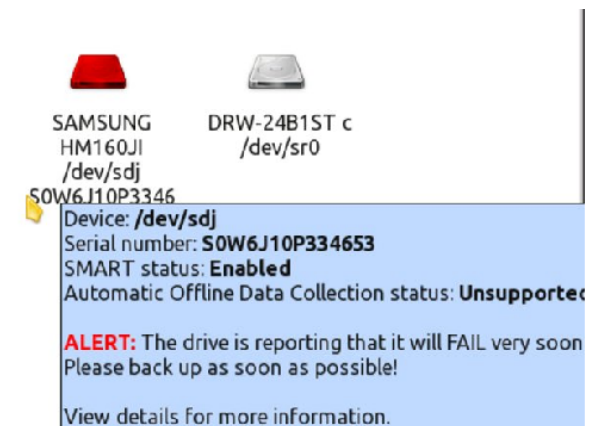 SAMSUNG
HM160JI
/dev/sdj
S0W6J10P3346
DRW-24B1ST c
/dev/sr0
Device: /dev/sdj
Serial number: S0W6J10P334653
SMART status: Enabled
Automatic Offline Data Collection status: Unsupported
ALERT: The drive is reporting that it will FAIL very soon
Please back up as soon as possible!
View details for more information.